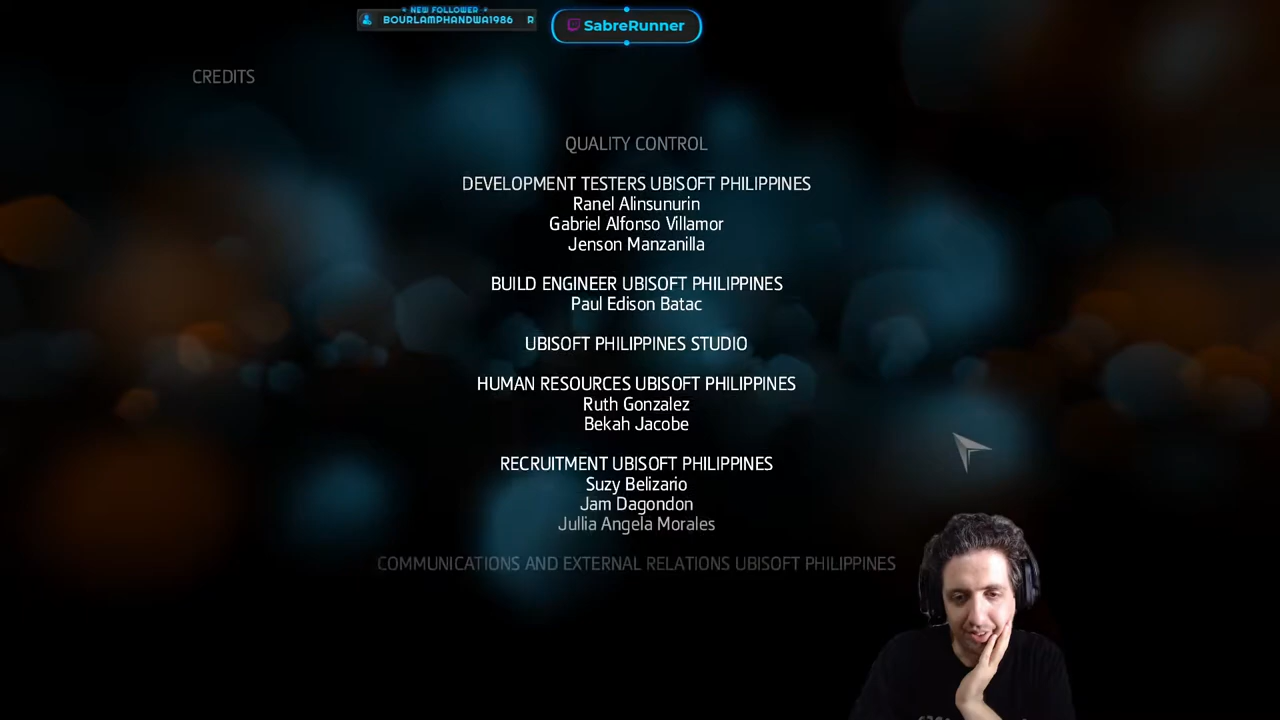 NEW FOLLOWER
BOURLAMPHANDWA1986 R
SabreRunner
CREDITS
QUALITY CONTROL
DEVELOPMENT TESTERS UBISOFT PHILIPPINES
Ranel Alinsunurin
Gabriel Alfonso Villamor
Jenson Manzanilla
BUILD ENGINEER UBISOFT PHILIPPINES
Paul Edison Batac
UBISOFT PHILIPPINES STUDIO
HUMAN RESOURCES UBISOFT PHILIPPINES
Ruth Gonzalez
Bekah Jacobe
RECRUITMENT UBISOFT PHILIPPINES
Suzy Belizario
Jam Dagondon
Jullia Angela Morales
COMMUNICATIONS AND EXTERNAL RELATIONS UBISOFT PHILIPPINES